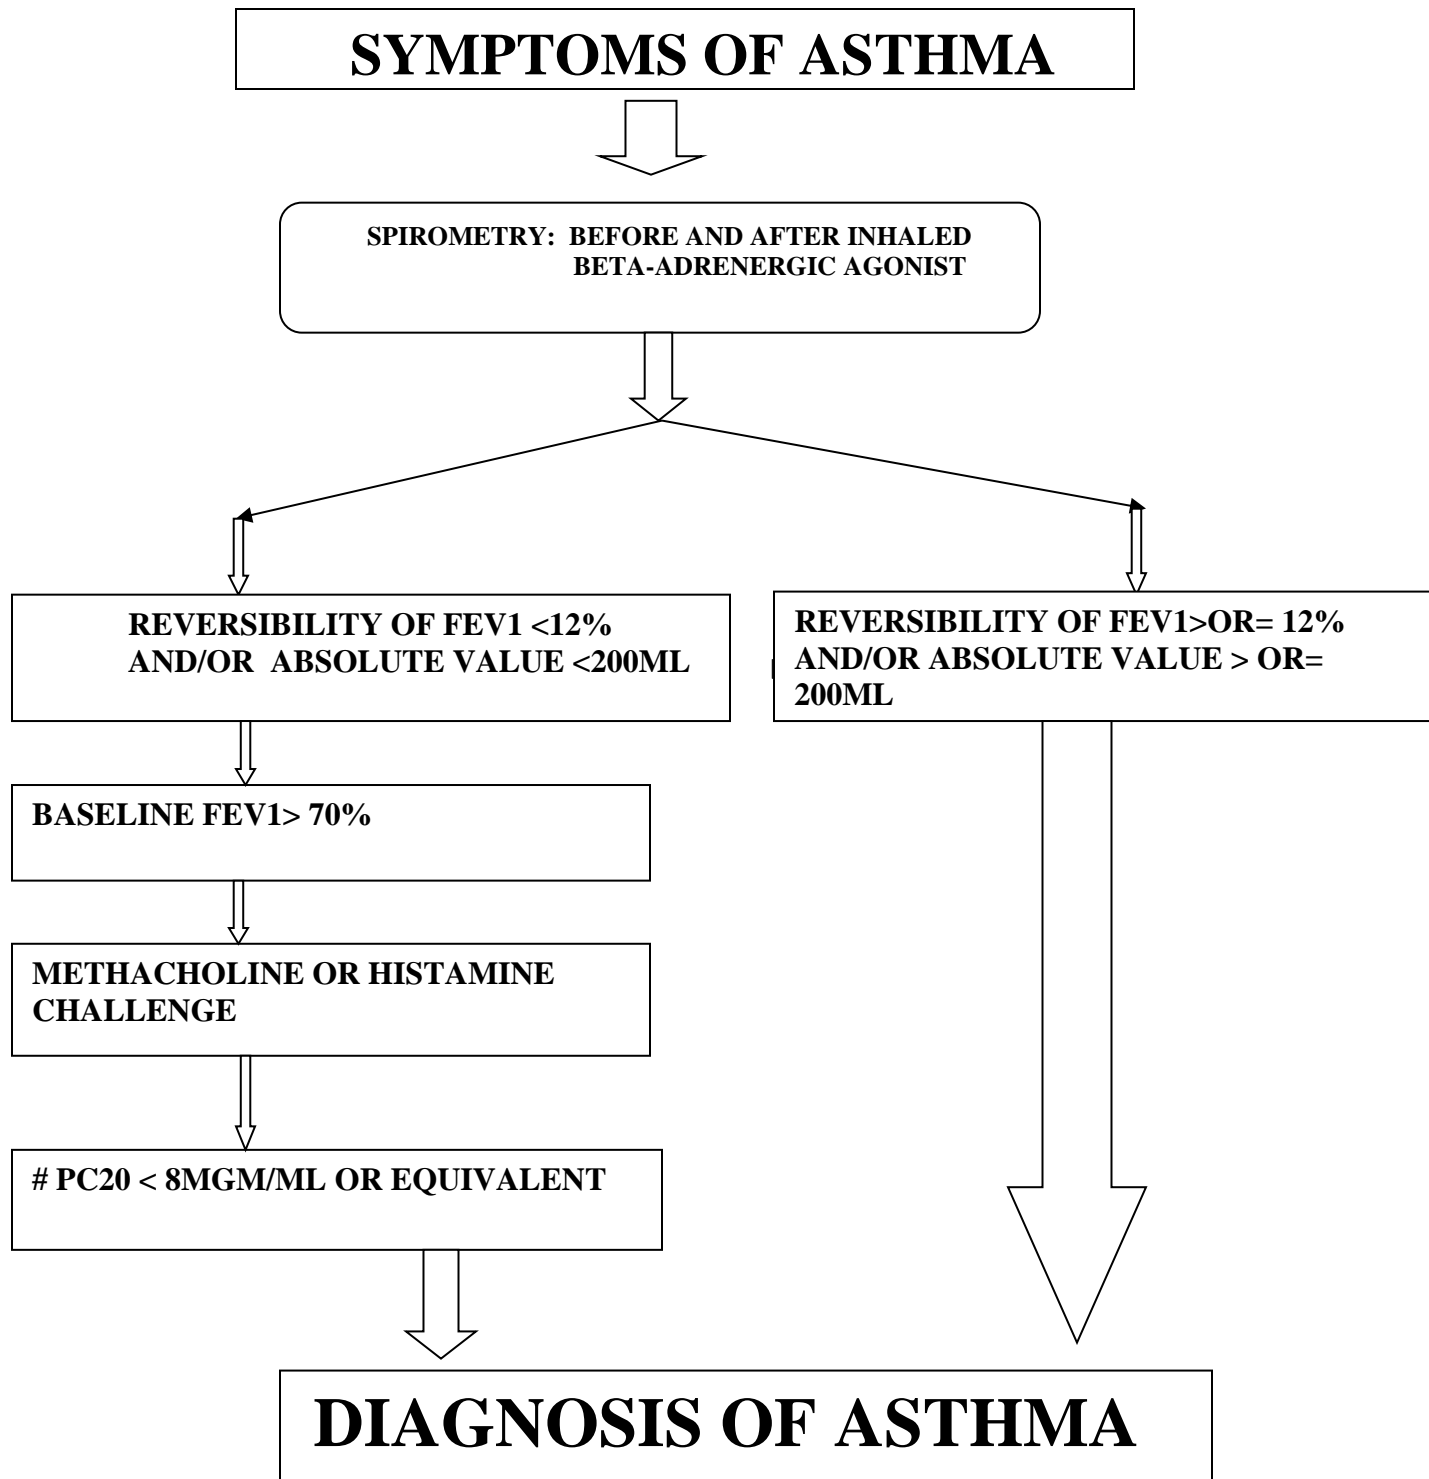 SYMPTOMS OF ASTHMA
SPIROMETRY: BEFORE AND AFTER INHALED
BETA-ADRENERGIC AGONIST
REVERSIBILITY OF FEV1 <12%
AND/OR ABSOLUTE VALUE <200ML
REVERSIBILITY OF FEV1>OR= 12%
AND/OR ABSOLUTE VALUE > OR=
200ML
BASELINE FEV1> 70%
METHACHOLINE OR HISTAMINE
CHALLENGE
# PC20 < 8MGM/ML OR EQUIVALENT
DIAGNOSIS OF ASTHMA